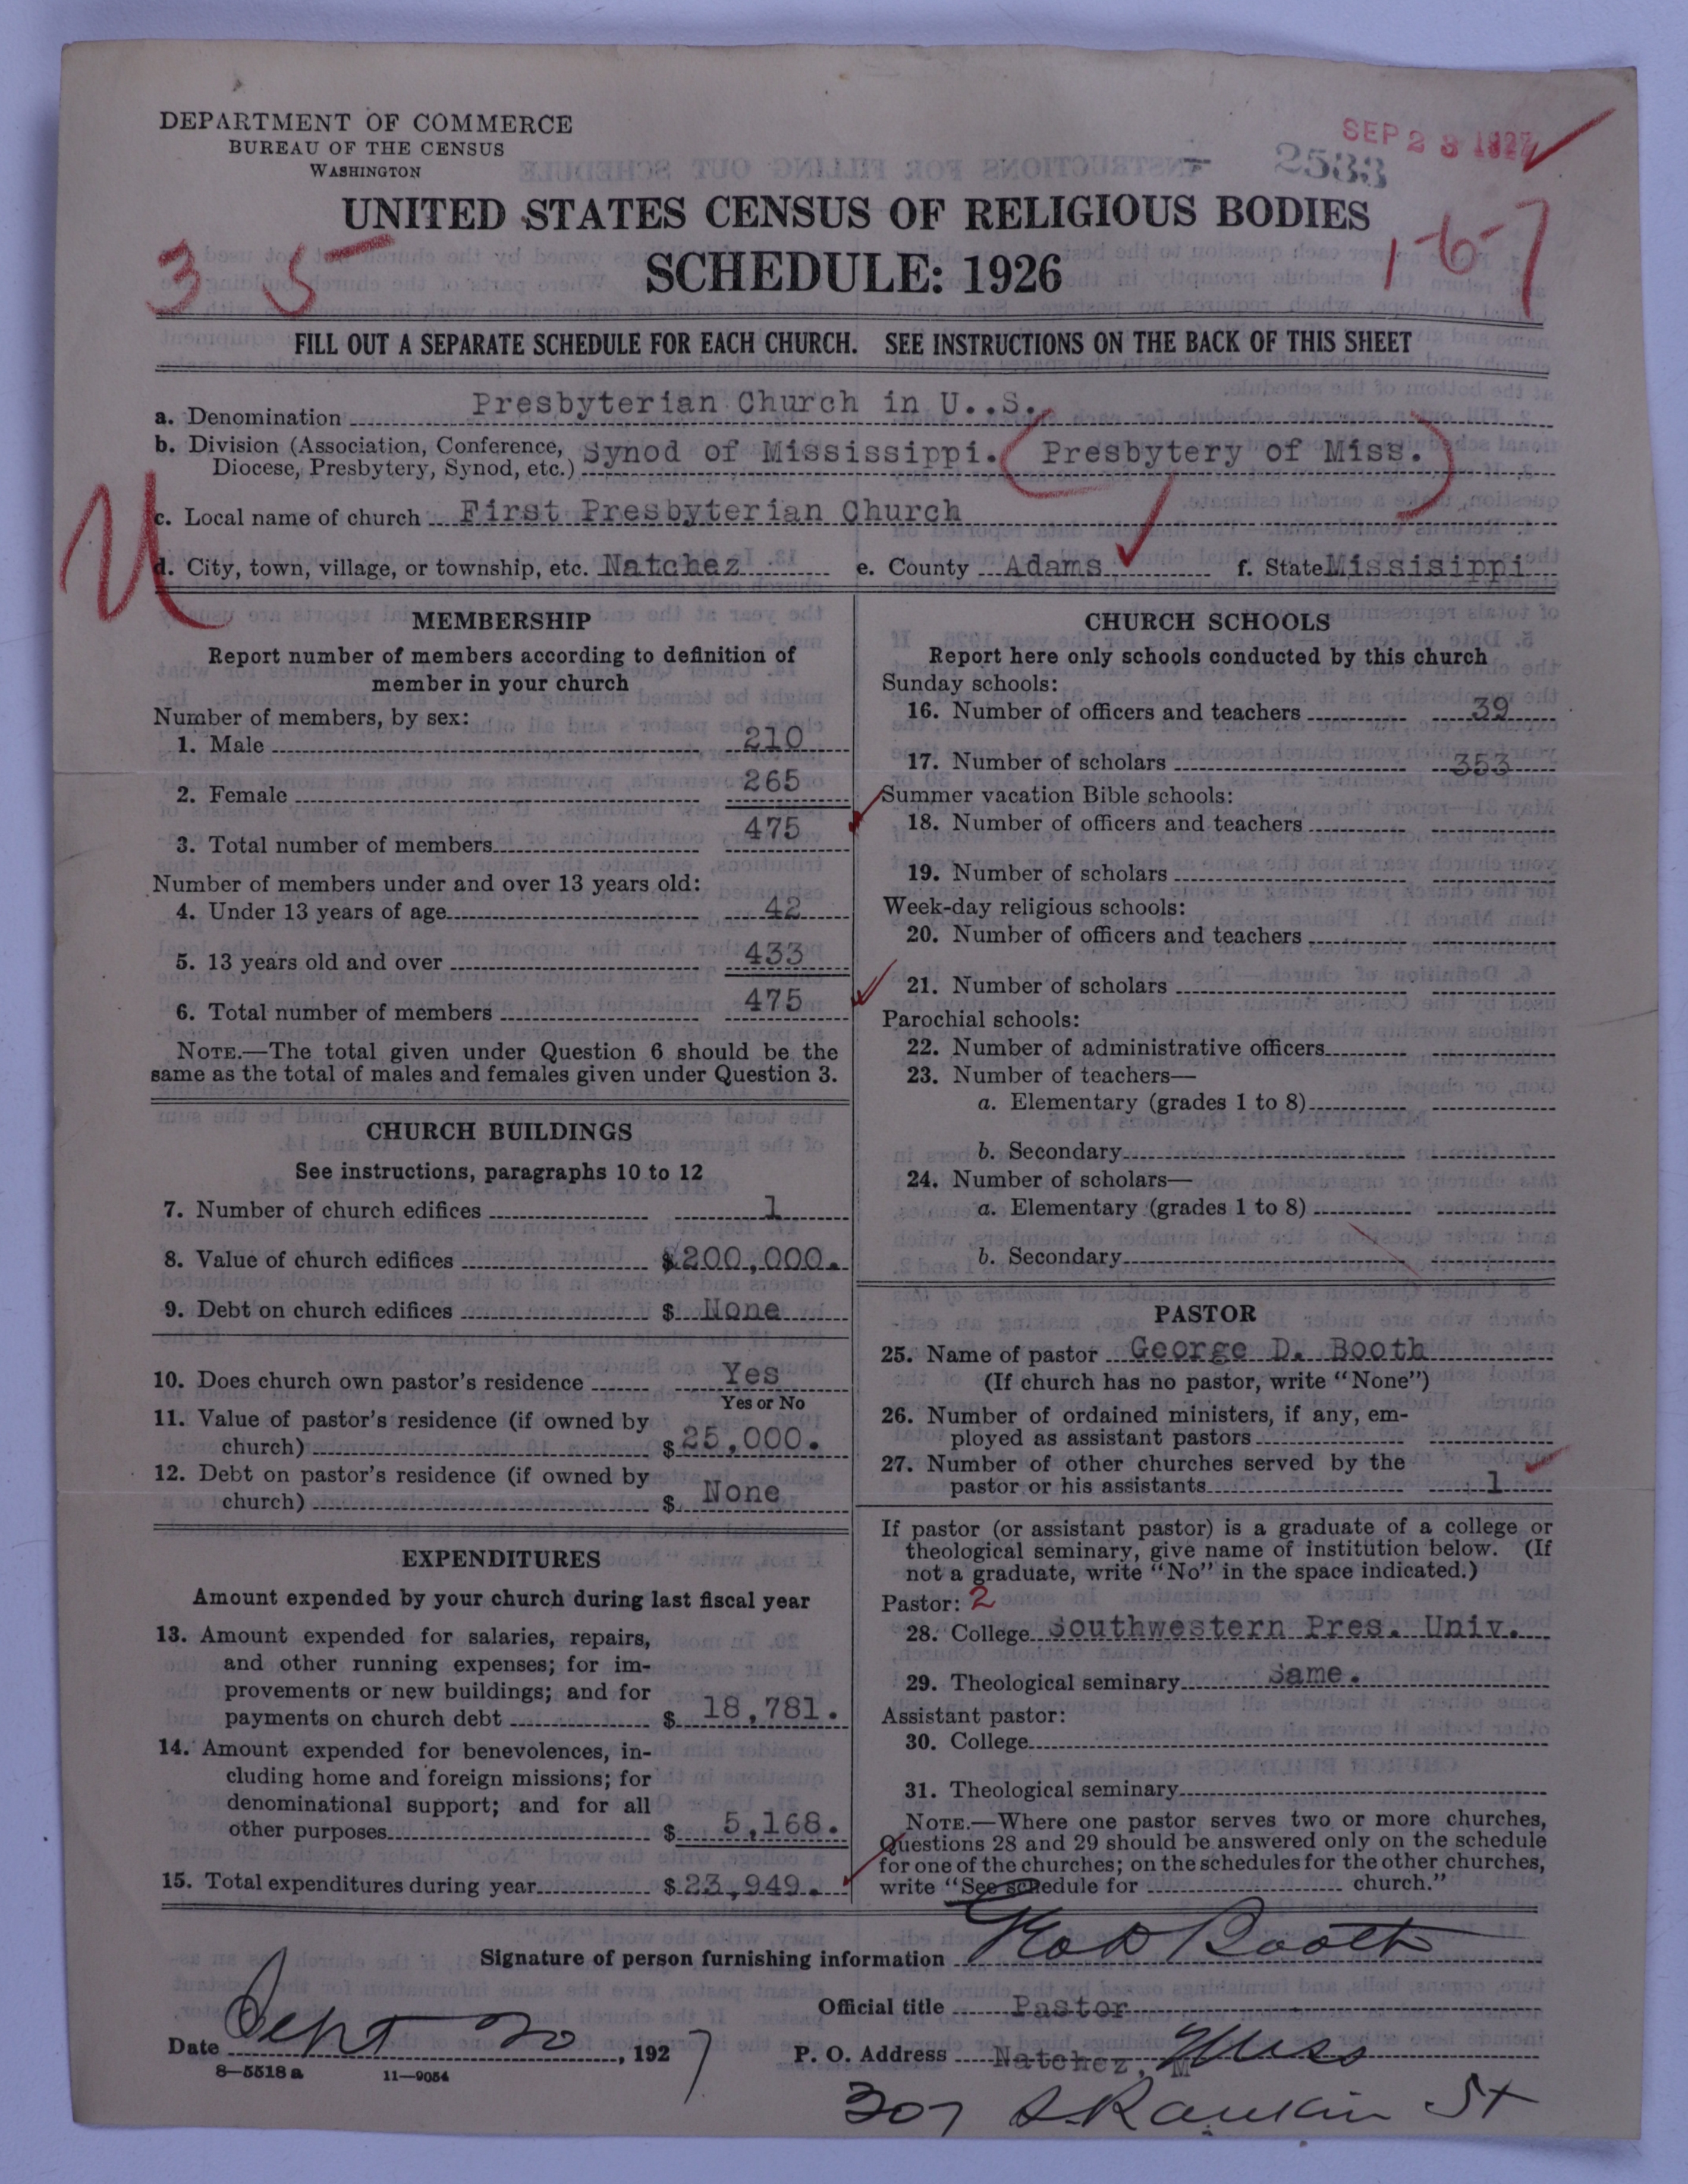 DEPARTMENT OF COMMERCE
BUREAU OF THE CENSUS
WASHINGTON
SEP 23 1927
2533
UNITED STATES CENSUS OF RELIGIOUS BODIES
SCHEDULE: 1926
35
1-6-7
FILL OUT A SEPARATE SCHEDULE FOR EACH CHURCH. SEE INSTRUCTIONS ON THE BACK OF THIS SHEET
a. Denomination Presbyterian Church in U..S.
b. Division (Association, Conference, Diocese, Presbytery, Synod, etc.) Synod of Mississippi. (Presbytery of Miss.)
c. Local name of church First Presbyterian Church
U
d. City, town, village, or township, etc. Natchez e. County Adams f. State Missisippi
MEMBERSHIP
Report number of members according to definition of
member in your church
Number of members, by sex:
1. Male 210
2. Female 265
3. Total number of members 475
Number of members under and over 13 years old:
4. Under 13 years of age 42
5. 13 years old and over 433
6. Total number of members 475
NOTE.—The total given under Question 6 should be the
same as the total of males and females given under Question 3.
CHURCH BUILDINGS
See instructions, paragraphs 10 to 12
7. Number of church edifices 1
8. Value of church edifices $200,000.
9. Debt on church edifices $ None
10. Does church own pastor's residence Yes
Yes or No
11. Value of pastor's residence (if owned by
church) $25,000.
12. Debt on pastor's residence (if owned by
church) $ None
EXPENDITURES
Amount expended by your church during last fiscal year
13. Amount expended for salaries, repairs,
and other running expenses; for im-
provements or new buildings; and for
payments on church debt $ 18,781.
14. Amount expended for benevolences, in-
cluding home and foreign missions; for
denominational support; and for all
other purposes $ 5,168.
15. Total expenditures during year $23,949.
CHURCH SCHOOLS
Report here only schools conducted by this church
Sunday schools:
16. Number of officers and teachers 39
17. Number of scholars 353
Summer vacation Bible schools:
18. Number of officers and teachers
19. Number of scholars
Week-day religious schools:
20. Number of officers and teachers
21. Number of scholars
Parochial schools:
22. Number of administrative officers
23. Number of teachers—
a. Elementary (grades 1 to 8)
b. Secondary
24. Number of scholars—
a. Elementary (grades 1 to 8)
b. Secondary
PASTOR
25. Name of pastor George D. Booth
(If church has no pastor, write "None")
26. Number of ordained ministers, if any, em-
ployed as assistant pastors
27. Number of other churches served by the
pastor or his assistants 1
If pastor (or assistant pastor) is a graduate of a college or
theological seminary, give name of institution below. (If
not a graduate, write "No" in the space indicated.)
Pastor: 2
28. College Southwestern Pres. Univ.
29. Theological seminary Same.
Assistant pastor:
30. College
31. Theological seminary
NOTE.—Where one pastor serves two or more churches,
Questions 28 and 29 should be answered only on the schedule
for one of the churches; on the schedules for the other churches,
write "See schedule for church."
Signature of person furnishing information Geo D Booth
Official title Pastor
Date Sept 20, 1927
P. O. Address Natchez, M Miss
8—5518 a 11—9054
307 S Rankin St